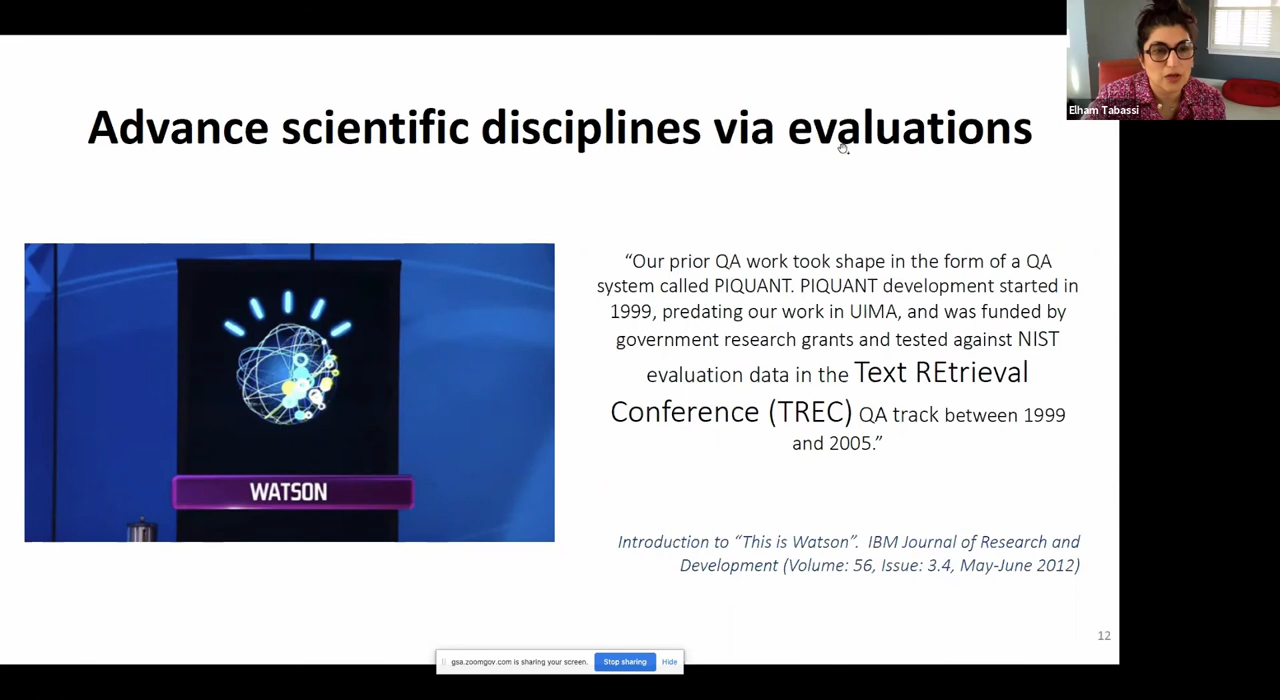 Elham Tabassi
Advance scientific disciplines via evaluations
WATSON
“Our prior QA work took shape in the form of a QA
system called PIQUANT. PIQUANT development started in
1999, predating our work in UIMA, and was funded by
government research grants and tested against NIST
evaluation data in the Text REtrieval
Conference (TREC) QA track between 1999
and 2005.”
Introduction to “This is Watson”. IBM Journal of Research and
Development (Volume: 56, Issue: 3.4, May-June 2012)
12
gsa.zoomgov.com is sharing your screen. Stop sharing Hide